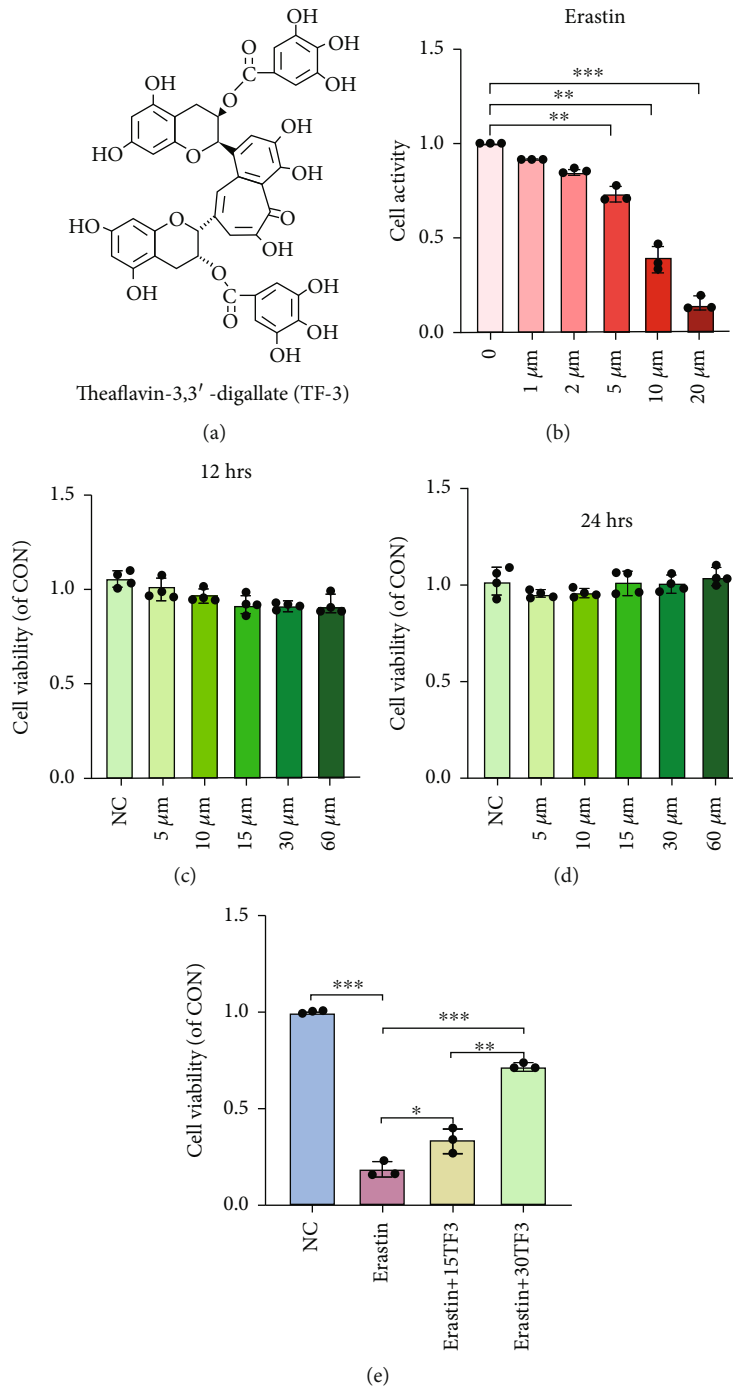 OH
OH
OH
O
C
O
OH
O
HO
OH
OH
O
OH
HO
O
O
C
O
OH
OH
OH
OH
Theaflavin-3,3′ -digallate (TF-3)
(a)
Erastin
Cell activity
1.5
1.0
0.5
0.0
***
**
**
0
1 μm
2 μm
5 μm
10 μm
20 μm
(b)
12 hrs
Cell viability (of CON)
1.5
1.0
0.5
0.0
NC
5 μm
10 μm
15 μm
30 μm
60 μm
(c)
24 hrs
Cell viability (of CON)
1.5
1.0
0.5
0.0
NC
5 μm
10 μm
15 μm
30 μm
60 μm
(d)
Cell viability (of CON)
1.5
1.0
0.5
0.0
***
***
**
*
NC
Erastin
Erastin+15TF3
Erastin+30TF3
(e)